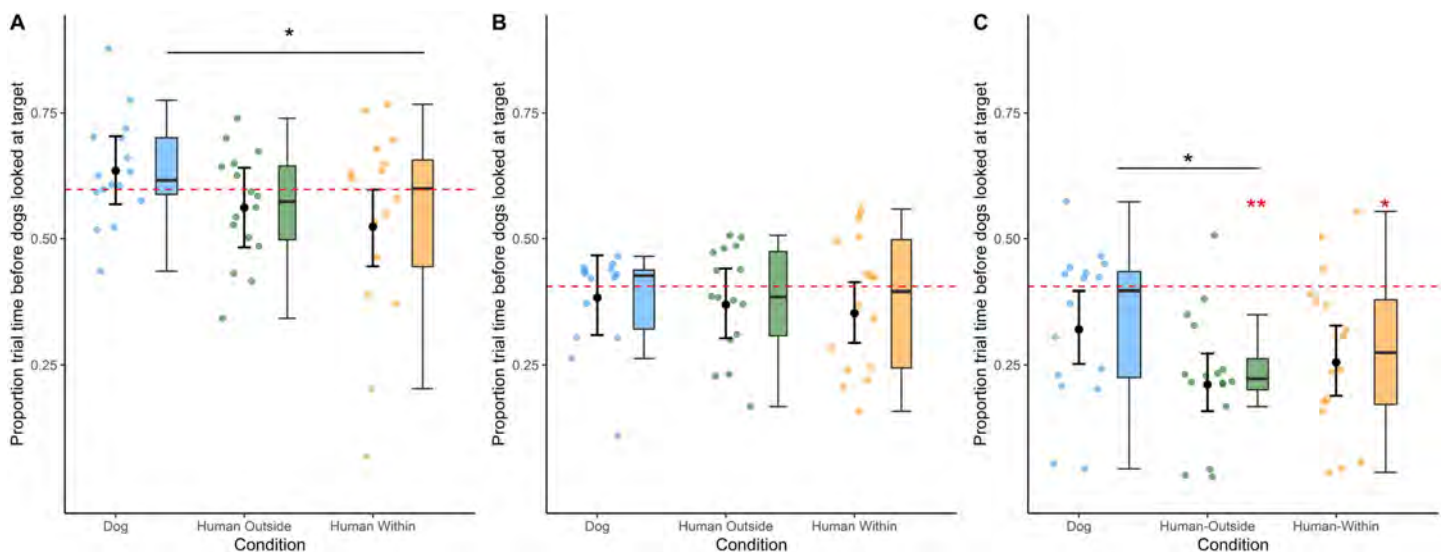 A
*
Proportion trial time before dogs looked at target
0.75
0.50
0.25
Dog
Human Outside
Human Within
Condition
B
Proportion trial time before dogs looked at target
0.75
0.50
0.25
Dog
Human Outside
Human Within
Condition
C
*
**
*
Proportion trial time before dogs looked at target
0.75
0.50
0.25
Dog
Human-Outside
Human-Within
Condition